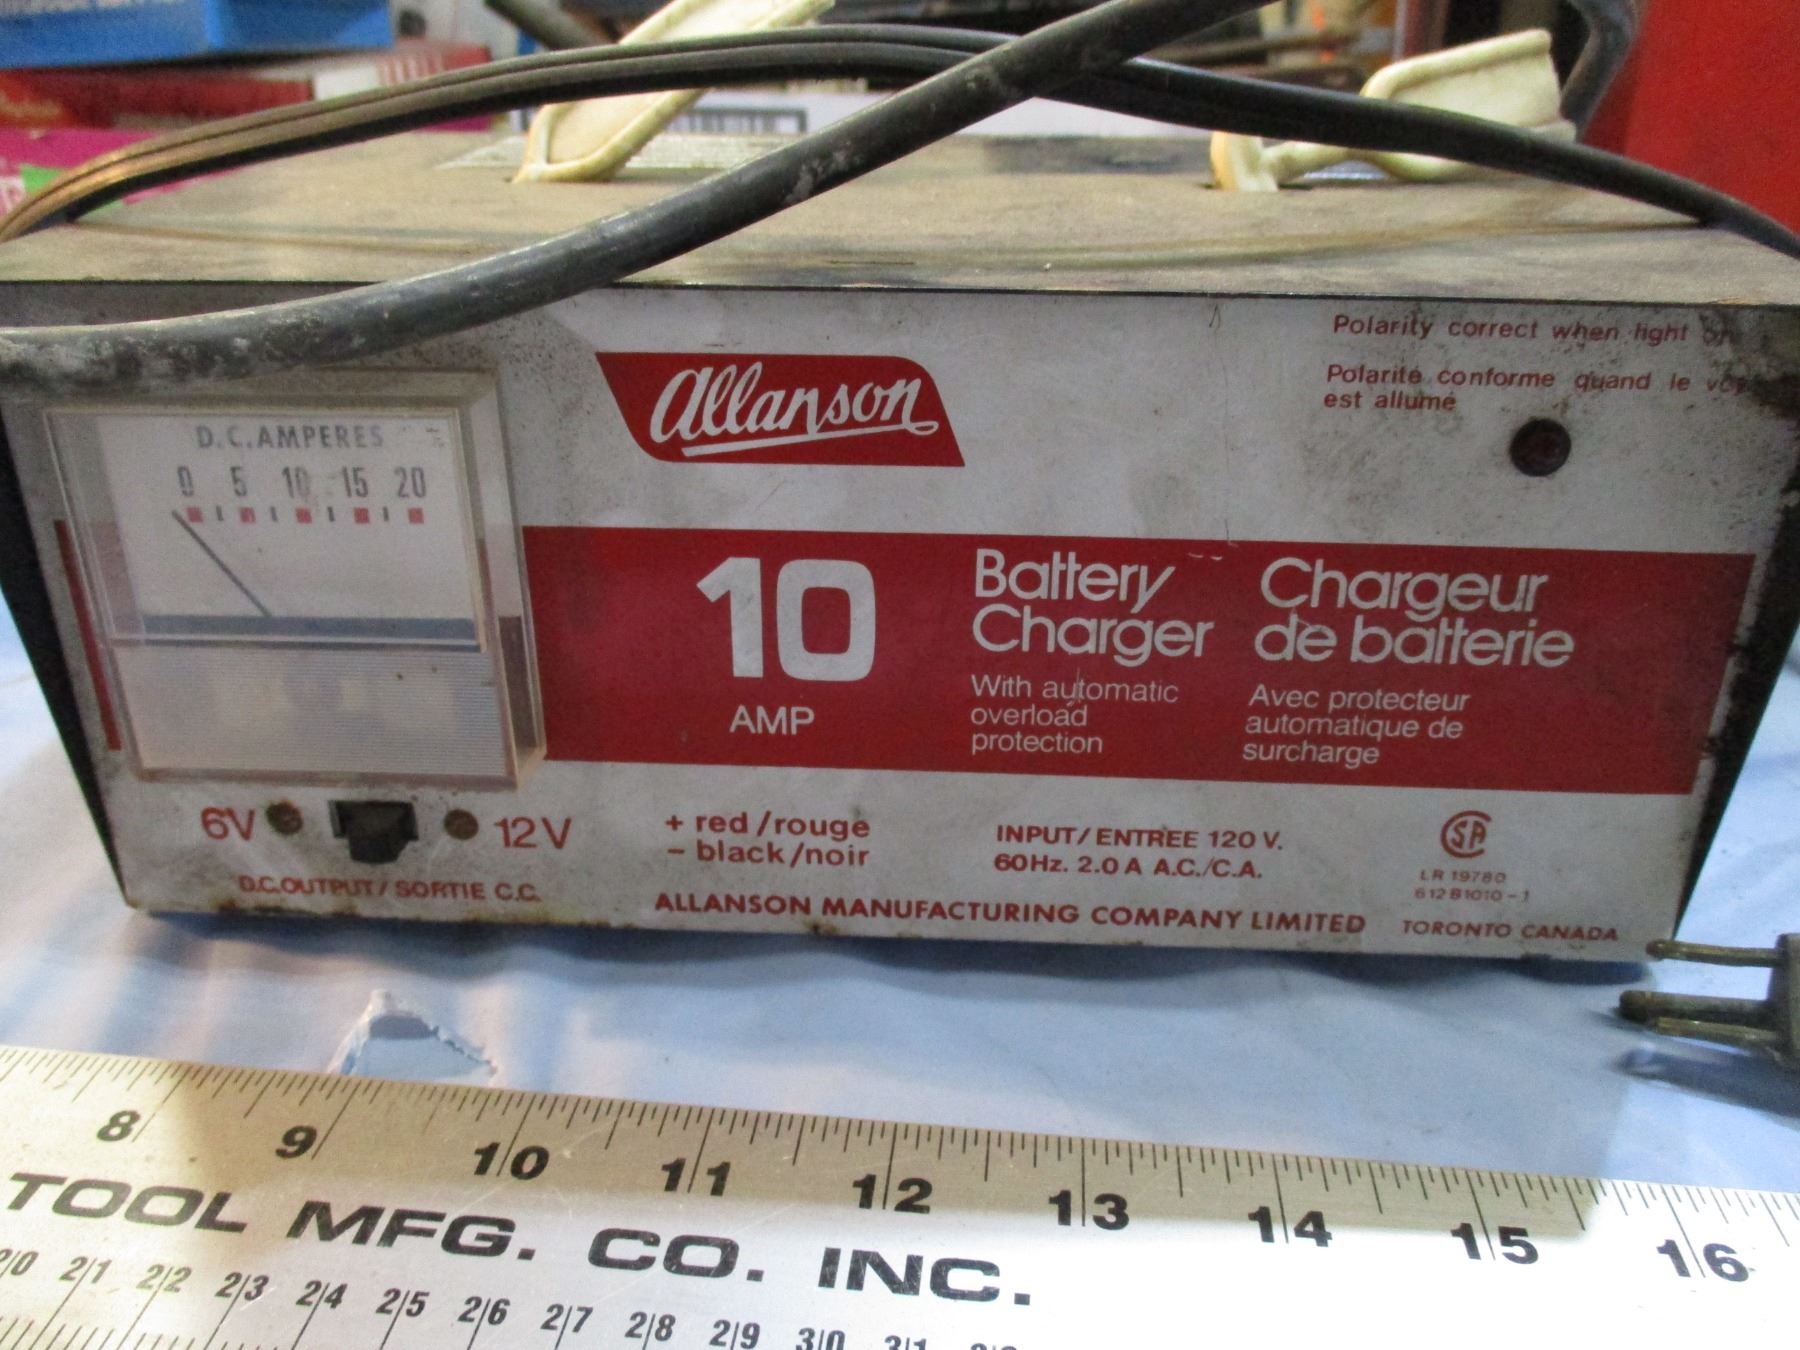 Polarity correct when light
Polarité conforme quand le
est allumé
allanson
D.C. AMPERES
0 5 10 15 20
10
AMP
Battery
Charger
With automatic
overload
protection
Chargeur
de batterie
Avec protecteur
automatique de
surcharge
6V 12V
D.C. OUTPUT / SORTIE C.C.
+ red / rouge
- black / noir
INPUT / ENTREE 120 V.
60Hz. 2.0 A A.C./C.A.
SA
LR 19780
612B1010-1
ALLANSON MANUFACTURING COMPANY LIMITED TORONTO CANADA
8 9 10 11 12 13 14 15 16
TOOL MFG. CO. INC.
20 21 22 23 24 25 26 27 28 29 30 31